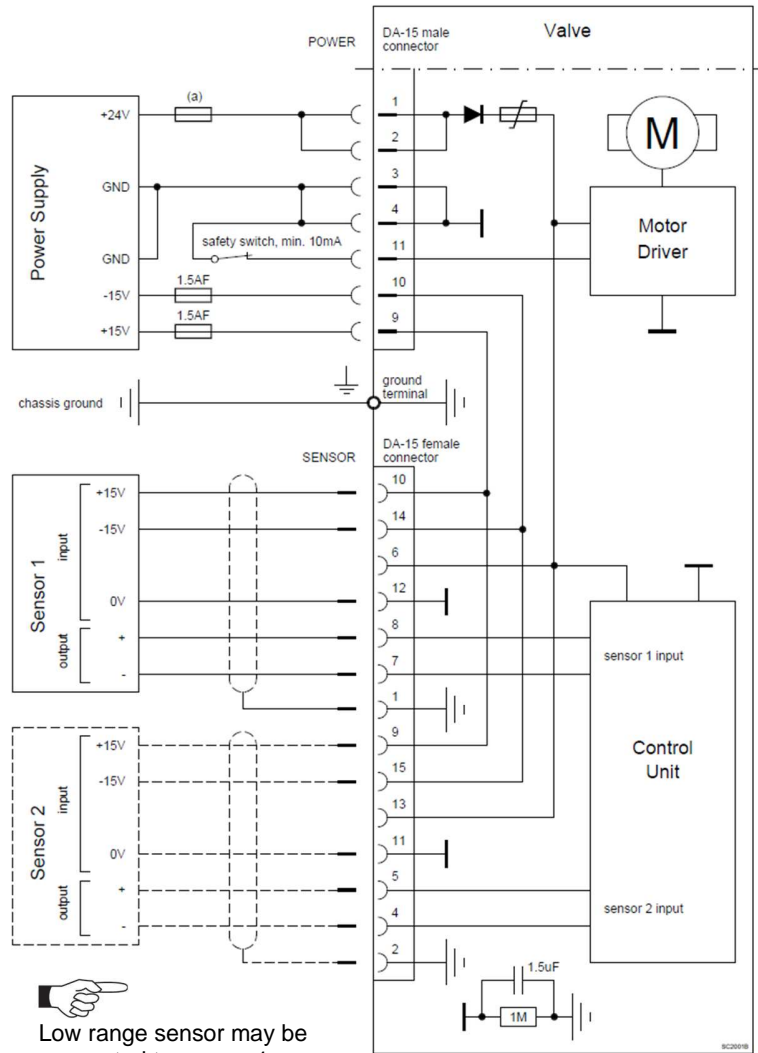 POWER
DA-15 male
connector
Valve
Power Supply
+24V
(a)
1
2
GND
3
4
safety switch, min. 10mA
GND
11
-15V
1.5AF
10
+15V
1.5AF
9
M
Motor
Driver
chassis ground
ground
terminal
SENSOR
DA-15 female
connector
Sensor 1
input
+15V
10
-15V
14
6
0V
12
output
+
8
sensor 1 input
-
7
1
Sensor 2
input
+15V
9
-15V
15
13
0V
11
output
+
5
sensor 2 input
-
4
2
Control
Unit
1.5uF
1M
SC2001B
Low range sensor may be